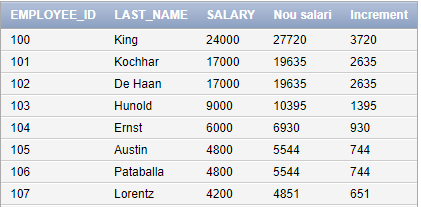 EMPLOYEE_ID LAST_NAME SALARY Nou salari Increment
100 King 24000 27720 3720
101 Kochhar 17000 19635 2635
102 De Haan 17000 19635 2635
103 Hunold 9000 10395 1395
104 Ernst 6000 6930 930
105 Austin 4800 5544 744
106 Pataballa 4800 5544 744
107 Lorentz 4200 4851 651